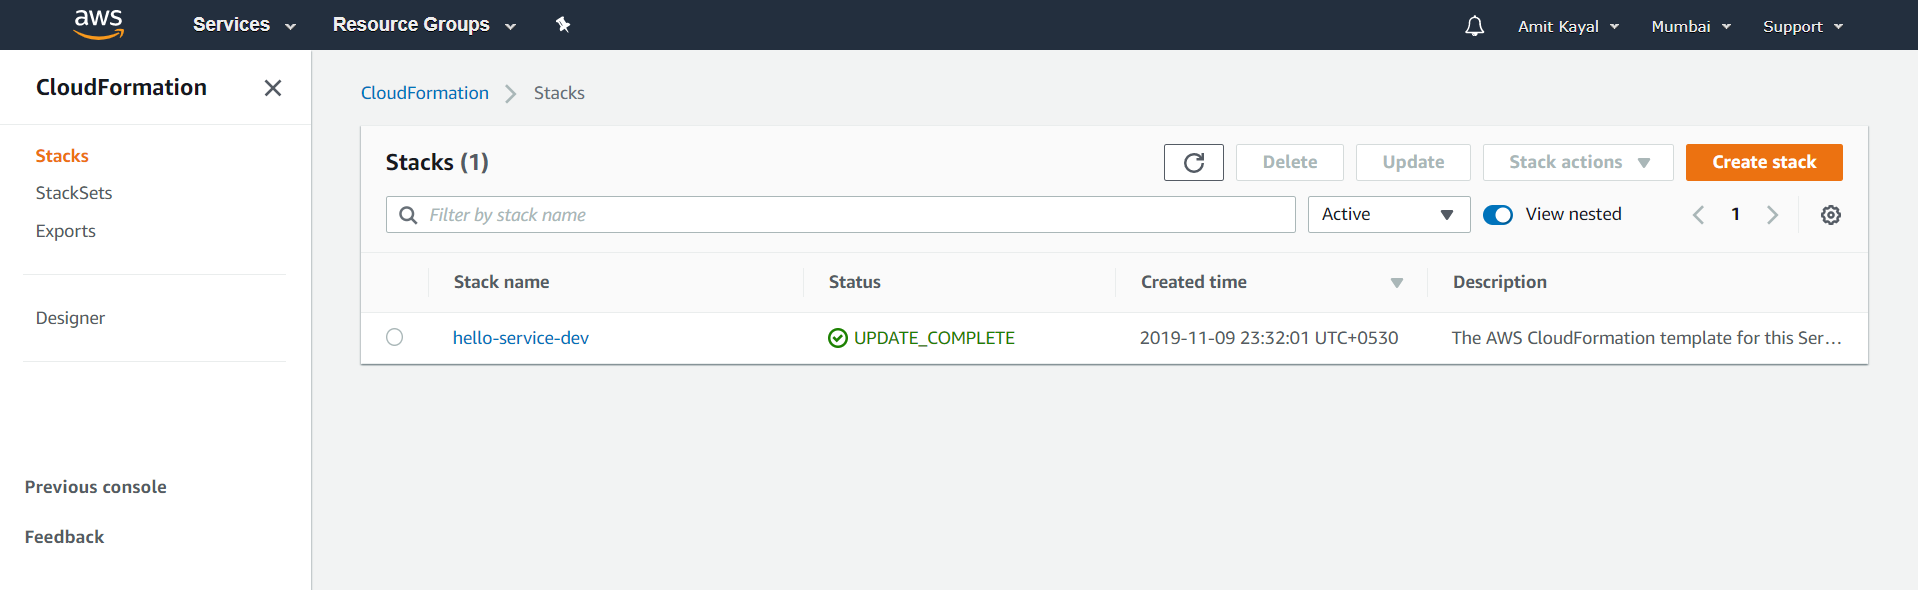 aws Services Resource Groups Amit Kayal Mumbai Support
CloudFormation
Stacks
StackSets
Exports
Designer
Previous console
Feedback
CloudFormation Stacks
Stacks (1) Delete Update Stack actions Create stack
Filter by stack name Active View nested 1
Stack name Status Created time Description
hello-service-dev UPDATE_COMPLETE 2019-11-09 23:32:01 UTC+0530 The AWS CloudFormation template for this Ser...